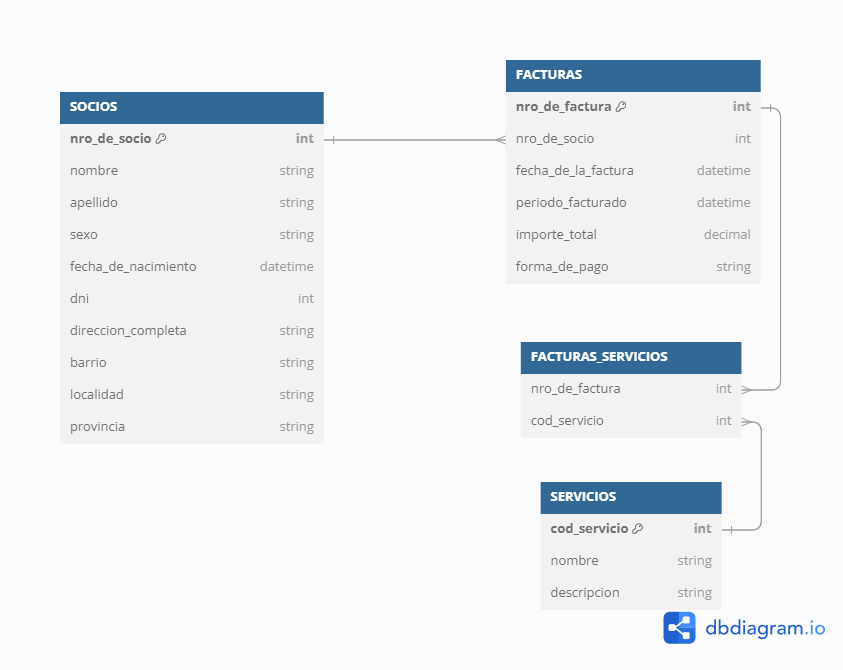 SOCIOS
nro_de_socio int
nombre string
apellido string
sexo string
fecha_de_nacimiento datetime
dni int
direccion_completa string
barrio string
localidad string
provincia string
FACTURAS
nro_de_factura int
nro_de_socio int
fecha_de_la_factura datetime
periodo_facturado datetime
importe_total decimal
forma_de_pago string
FACTURAS_SERVICIOS
nro_de_factura int
cod_servicio int
SERVICIOS
cod_servicio int
nombre string
descripcion string
dbdiagram.io